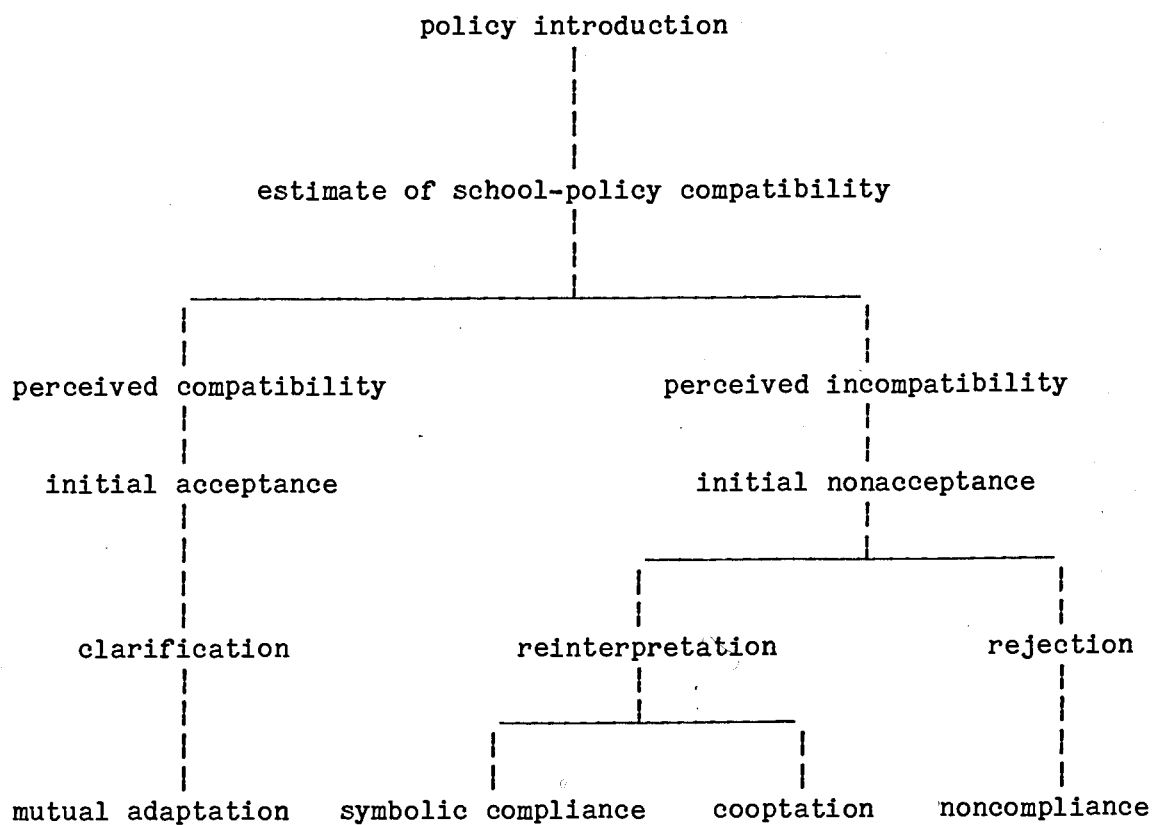 policy introduction
estimate of school-policy compatibility
perceived compatibility perceived incompatibility
initial acceptance initial nonacceptance
clarification reinterpretation rejection
mutual adaptation symbolic compliance cooptation noncompliance